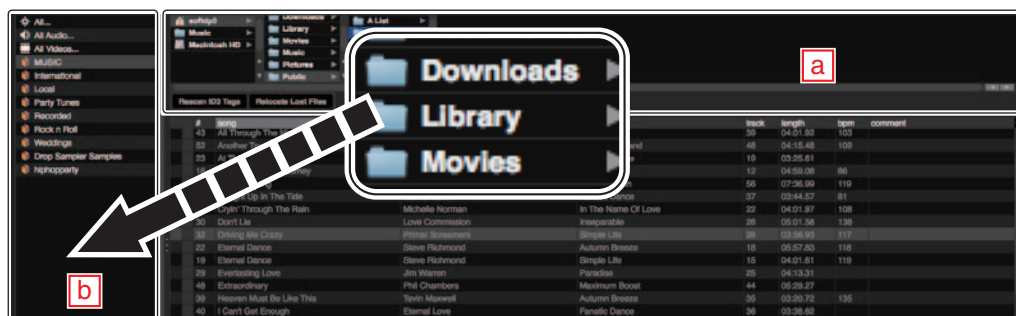 All...
All Audio...
All Videos...
MUSIC
International
Local
Party Tunes
Recorded
Rock n Roll
Weddings
Drop Sampler Samples
hiphopparty
b
softdp3
Music
Macintosh HD
Downloads
Library
Movies
Music
Pictures
Public
A List
a
Rescan ID3 Tags Relocate Lost Files
Downloads
Library
Movies
# song track length bpm comment
43 All Through The 39 04:01.92 103
52 Another 48 04:15.48 109
23 19 03:25.61
12 04:59.08 86
56 07:36.99 119
Up In The Tide 37 03:44.57 81
Cryin' Through The Rain Michelle Norman In The Name Of Love 22 04:01.97 108
30 Don't Lie Love Commission Inseparable 26 05:01.58 138
32 Driving Me Crazy Primal Screamers Simple Life 28 03:56.93 117
22 Eternal Dance Steve Richmond Autumn Breeze 18 05:57.83 118
19 Eternal Dance Steve Richmond Simple Life 15 04:01.61 119
29 Everlasting Love Jim Warren Paradise 25 04:13.31
48 Extraordinary Phil Chambers Maximum Boost 44 05:29.27
39 Heaven Must Be Like This Tevin Maxwell Autumn Breeze 35 03:20.72 135
40 I Can't Get Enough Eternal Love Fanatic Dance 36 03:38.62